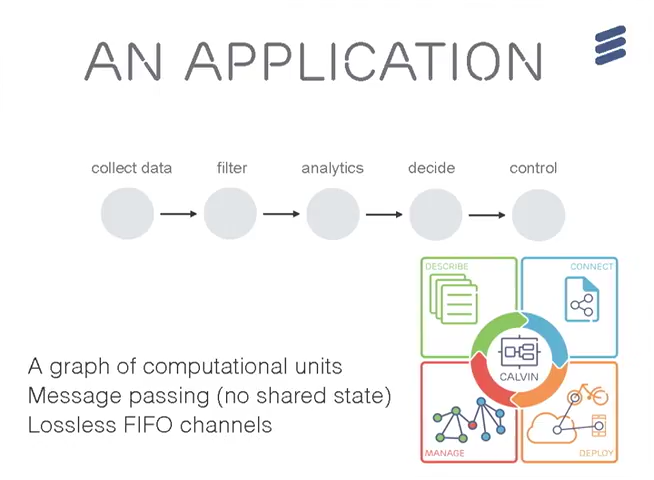 AN APPLICATION
collect data filter analytics decide control
DESCRIBE CONNECT
CALVIN
A graph of computational units
Message passing (no shared state)
Lossless FIFO channels
MANAGE DEPLOY